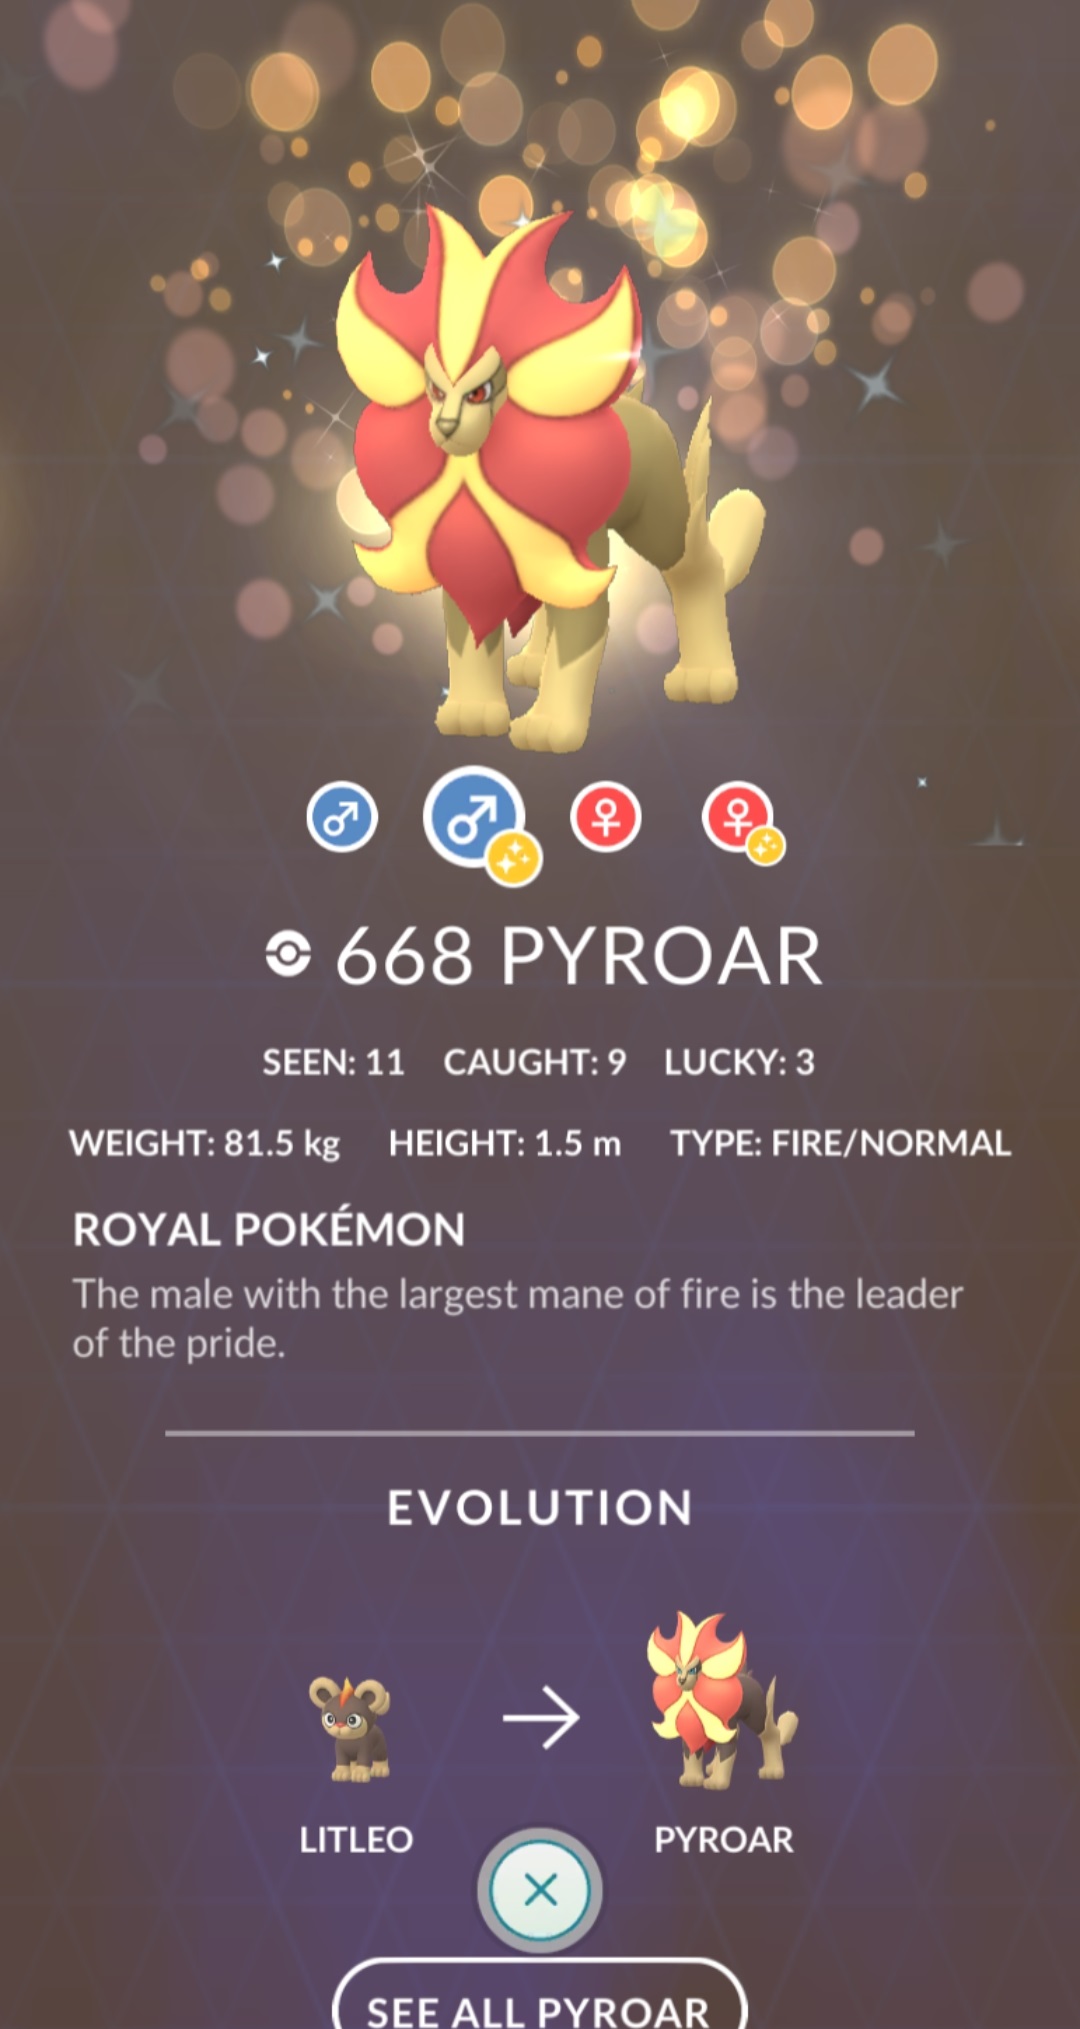 668 PYROAR
SEEN: 11 CAUGHT: 9 LUCKY: 3
WEIGHT: 81.5 kg HEIGHT: 1.5 m TYPE: FIRE/NORMAL
ROYAL POKÉMON
The male with the largest mane of fire is the leader
of the pride.
EVOLUTION
LITLEO PYROAR
SEE ALL PYROAR